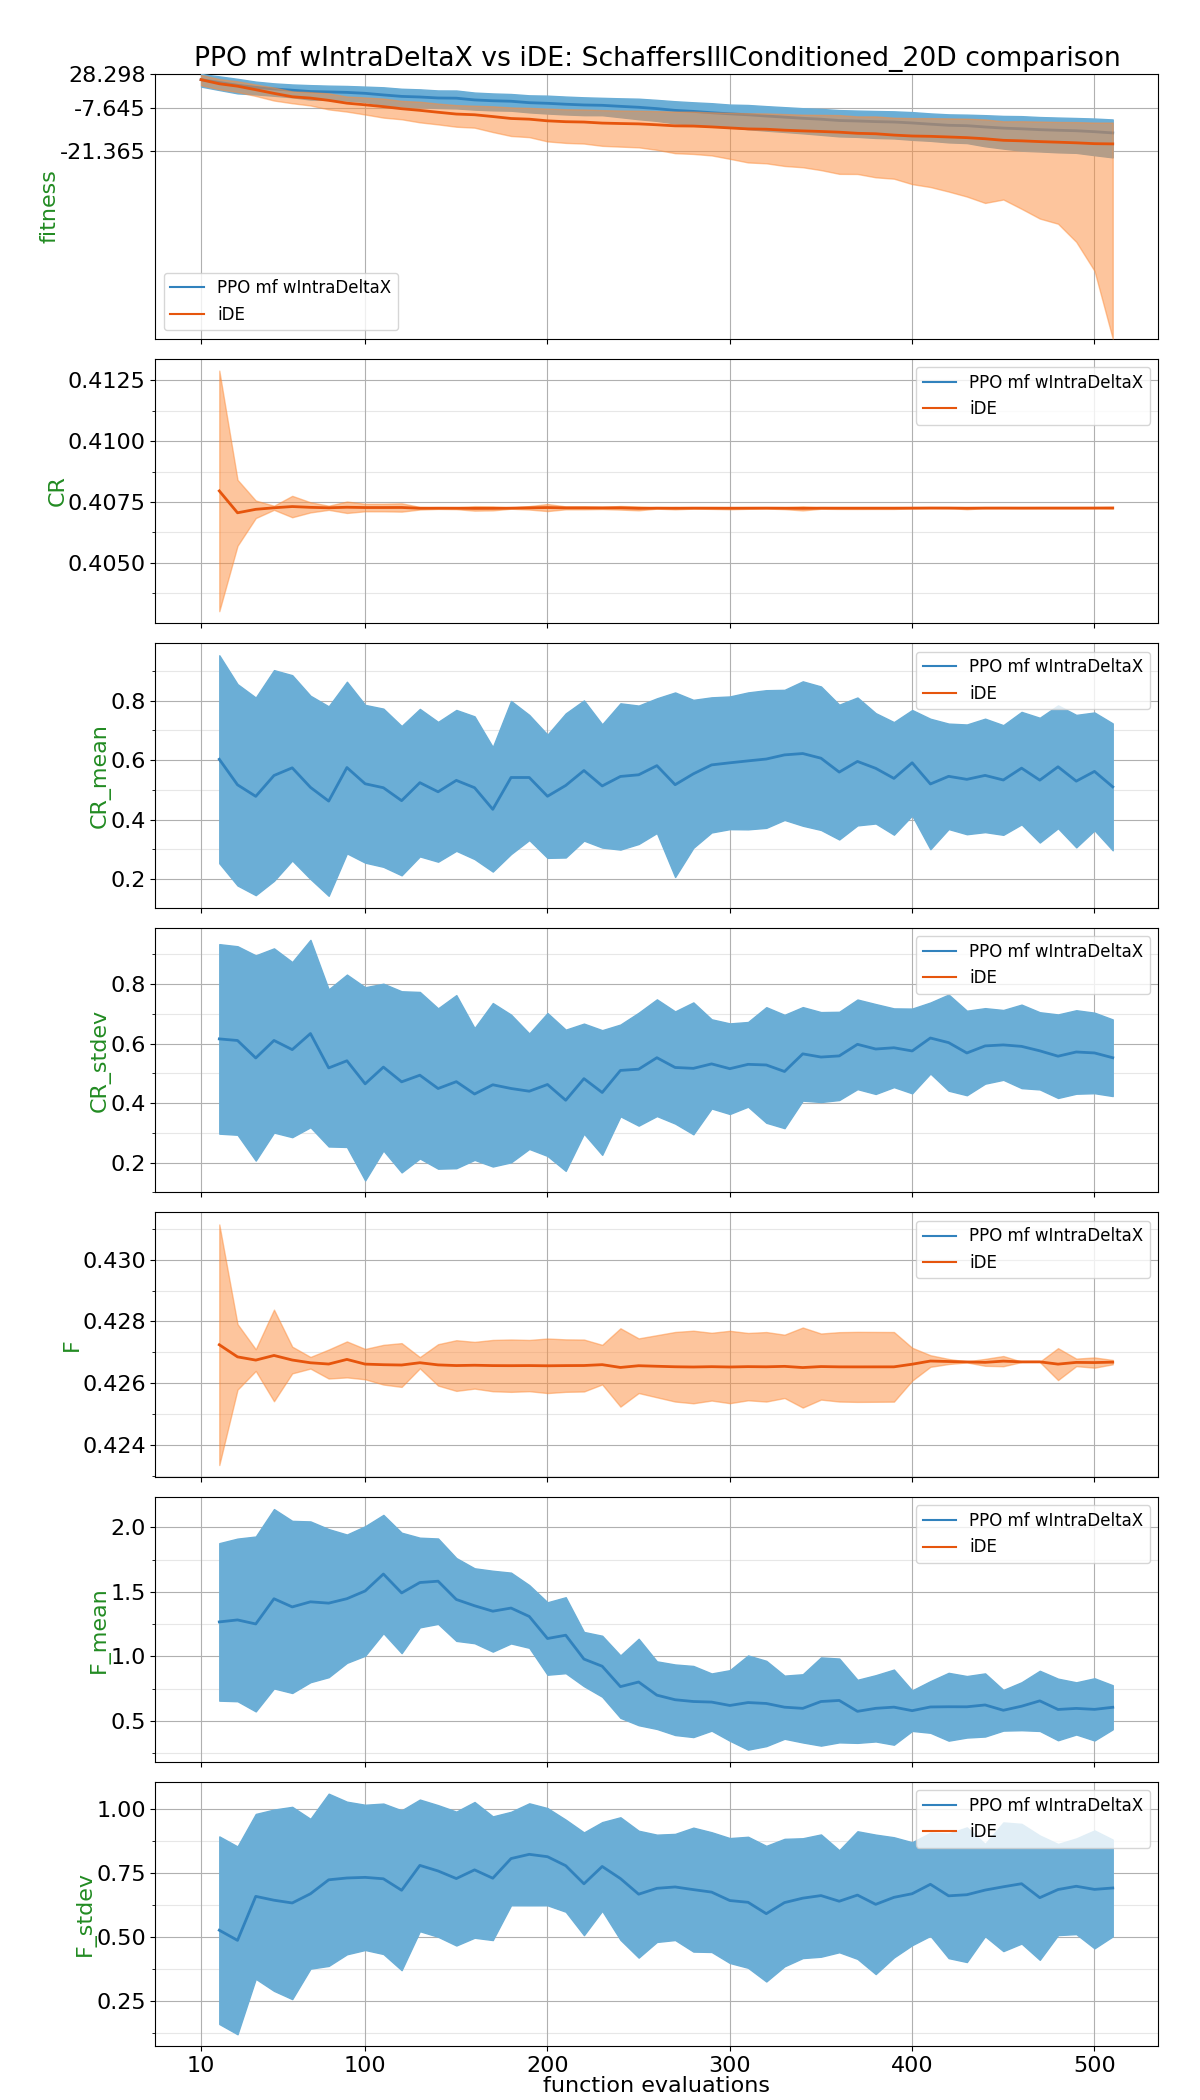 PPO mf wIntraDeltaX vs iDE: SchaffersIllConditioned_20D comparison
28.298
-7.645
-21.365
fitness
PPO mf wIntraDeltaX
iDE
0.4125
0.4100
0.4075
0.4050
CR
PPO mf wIntraDeltaX
iDE
0.8
0.6
0.4
0.2
CR_mean
PPO mf wIntraDeltaX
iDE
0.8
0.6
0.4
0.2
CR_stdev
PPO mf wIntraDeltaX
iDE
0.430
0.428
0.426
0.424
F
PPO mf wIntraDeltaX
iDE
2.0
1.5
1.0
0.5
F_mean
PPO mf wIntraDeltaX
iDE
1.00
0.75
0.50
0.25
F_stdev
PPO mf wIntraDeltaX
iDE
10 100 200 300 400 500
function evaluations